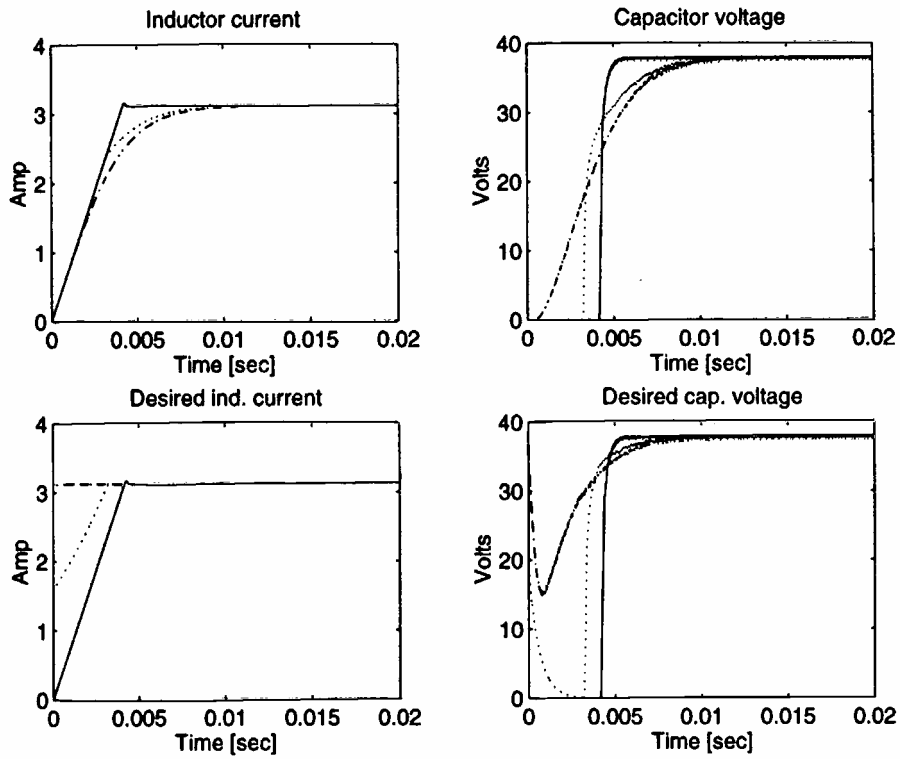 Inductor current
4
3
2
1
0
Amp
0 0.005 0.01 0.015 0.02
Time [sec]
Capacitor voltage
40
30
20
10
0
Volts
0 0.005 0.01 0.015 0.02
Time [sec]
Desired ind. current
4
3
2
1
0
Amp
0 0.005 0.01 0.015 0.02
Time [sec]
Desired cap. voltage
40
30
20
10
0
Volts
0 0.005 0.01 0.015 0.02
Time [sec]